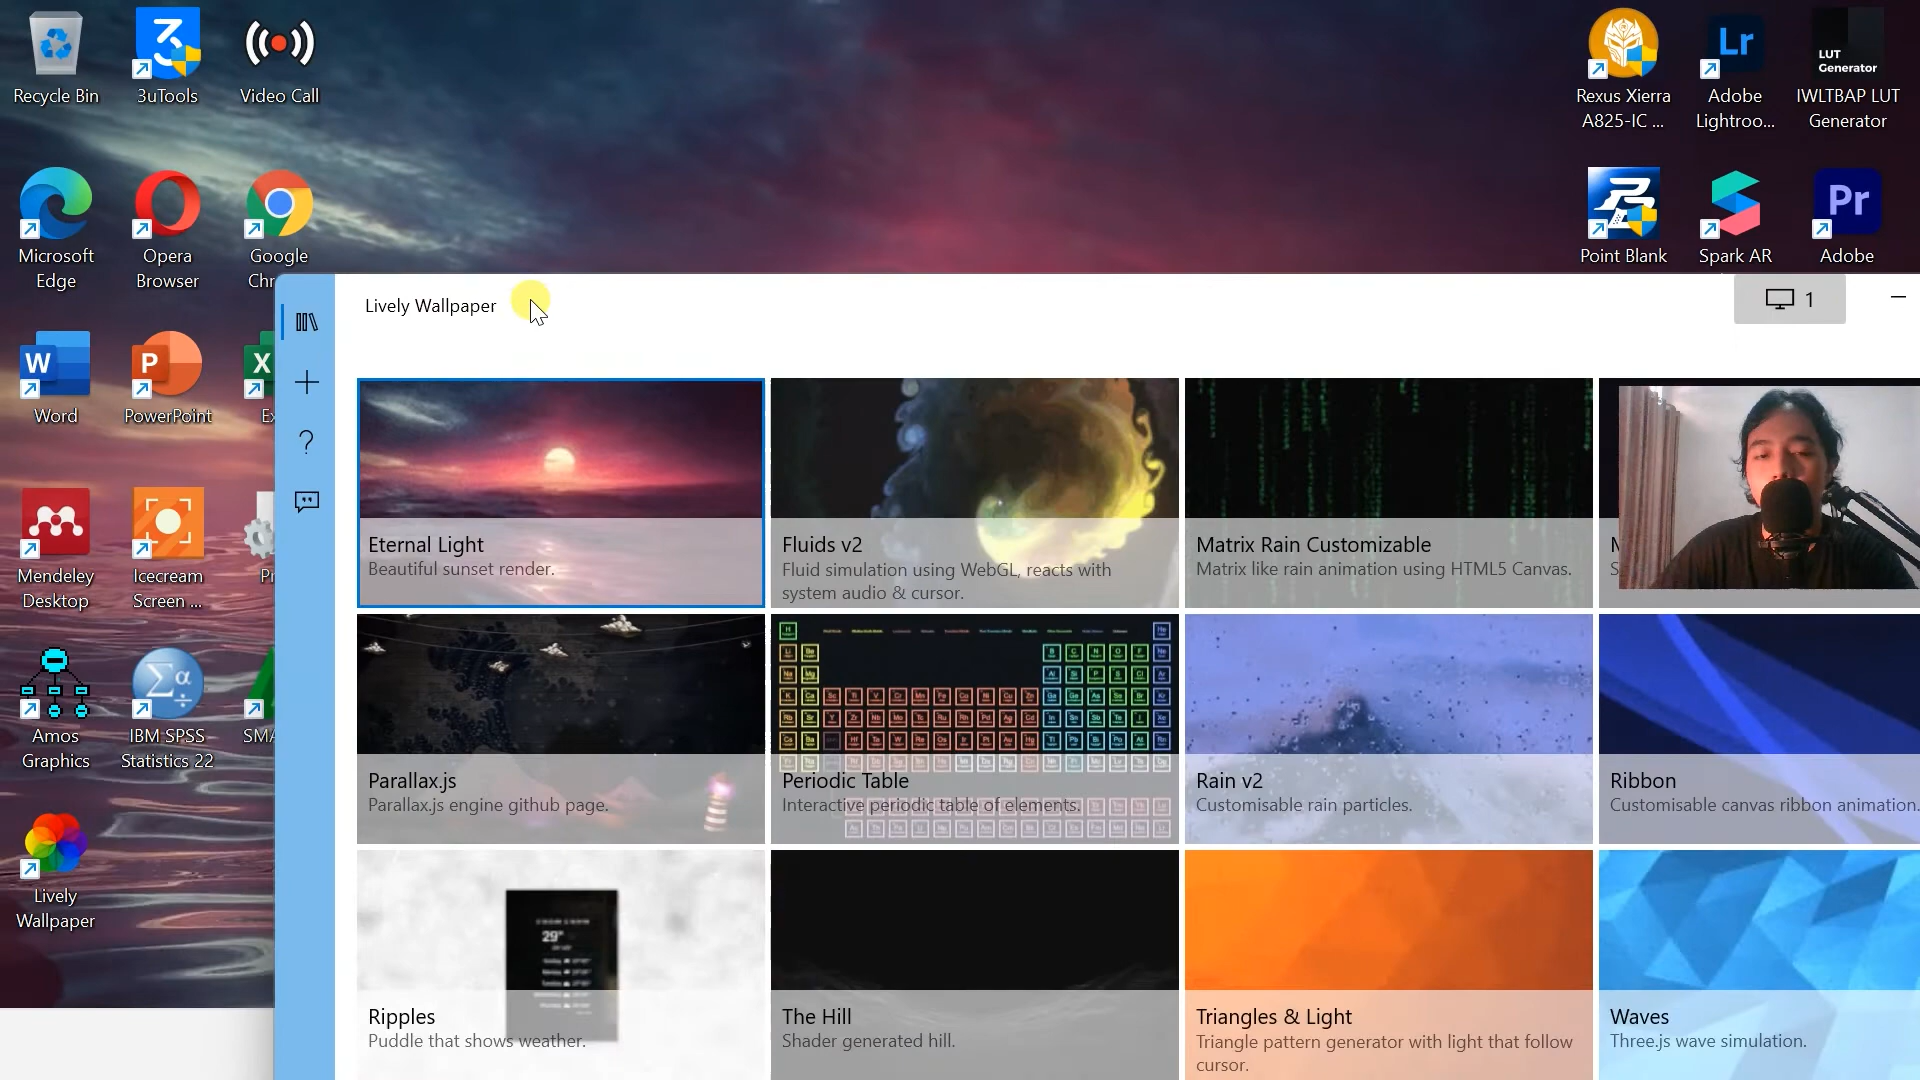 Recycle Bin
3uTools
Video Call
Rexus Xierra
A825-IC ...
Lr
Adobe
Lightroo...
LUT
Generator
IWLTBAP LUT
Generator
Microsoft
Edge
Opera
Browser
Google
Chr
Point Blank
Spark AR
Pr
Adobe
Lively Wallpaper
1
W
Word
P
PowerPoint
X
Ex
Eternal Light
Beautiful sunset render.
Fluids v2
Fluid simulation using WebGL, reacts with
system audio & cursor.
Matrix Rain Customizable
Matrix like rain animation using HTML5 Canvas.
Mendeley
Desktop
Icecream
Screen ...
Pr
Amos
Graphics
IBM SPSS
Statistics 22
SMA
Parallax.js
Parallax.js engine github page.
Periodic Table
Interactive periodic table of elements.
Rain v2
Customisable rain particles.
Ribbon
Customisable canvas ribbon animation.
Lively
Wallpaper
29°
Ripples
Puddle that shows weather.
The Hill
Shader generated hill.
Triangles & Light
Triangle pattern generator with light that follow
cursor.
Waves
Three.js wave simulation.